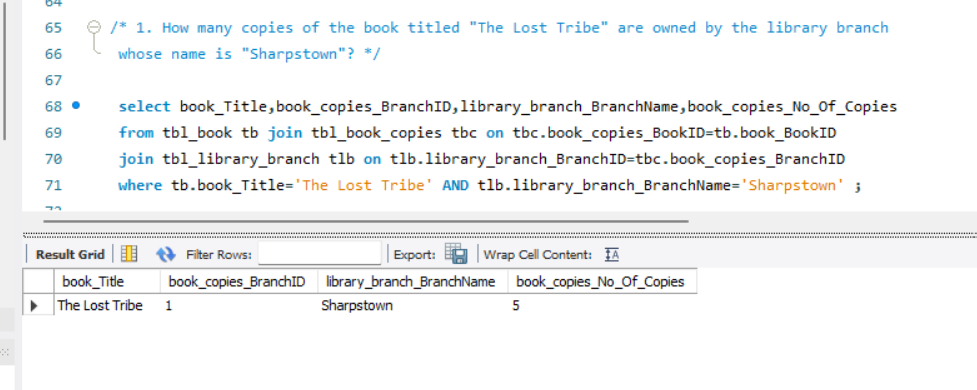 64
65 /* 1. How many copies of the book titled "The Lost Tribe" are owned by the library branch
66 whose name is "Sharpstown"? */
67
68 select book_Title,book_copies_BranchID,library_branch_BranchName,book_copies_No_Of_Copies
69 from tbl_book tb join tbl_book_copies tbc on tbc.book_copies_BookID=tb.book_BookID
70 join tbl_library_branch tlb on tlb.library_branch_BranchID=tbc.book_copies_BranchID
71 where tb.book_Title='The Lost Tribe' AND tlb.library_branch_BranchName='Sharpstown' ;
72
Result Grid Filter Rows: Export: Wrap Cell Content: IA
book_Title book_copies_BranchID library_branch_BranchName book_copies_No_Of_Copies
The Lost Tribe 1 Sharpstown 5